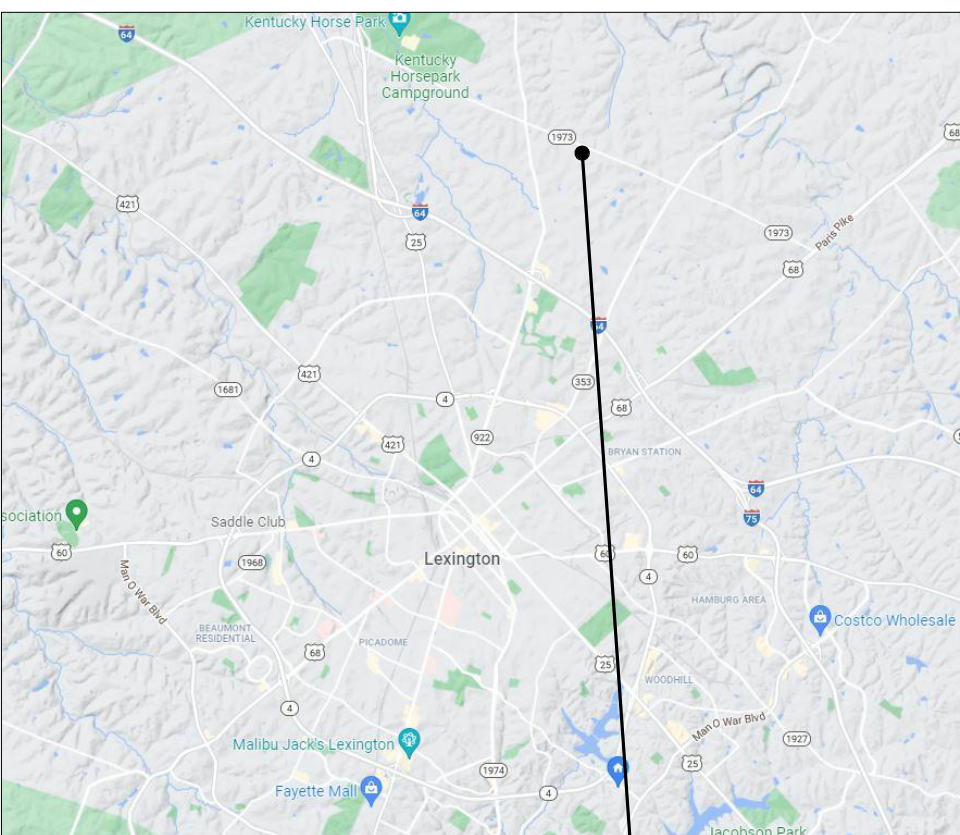 Kentucky Horse Park
64
Kentucky
Horsepark
Campground
1973
68
421
64
25
1973
Paris Pike
68
64
421
1681
353
4
68
421
922
BRYAN STATION
4
64
sociation
Saddle Club
75
60
60
60
Lexington
1968
4
Man O War Blvd
HAMBURG AREA
BEAUMONT
RESIDENTIAL
PICADOME
Costco Wholesale
68
25
WOODHILL
4
Man O War Blvd
Malibu Jack's Lexington
1927
1974
25
Fayette Mall
4
Jacobson Park